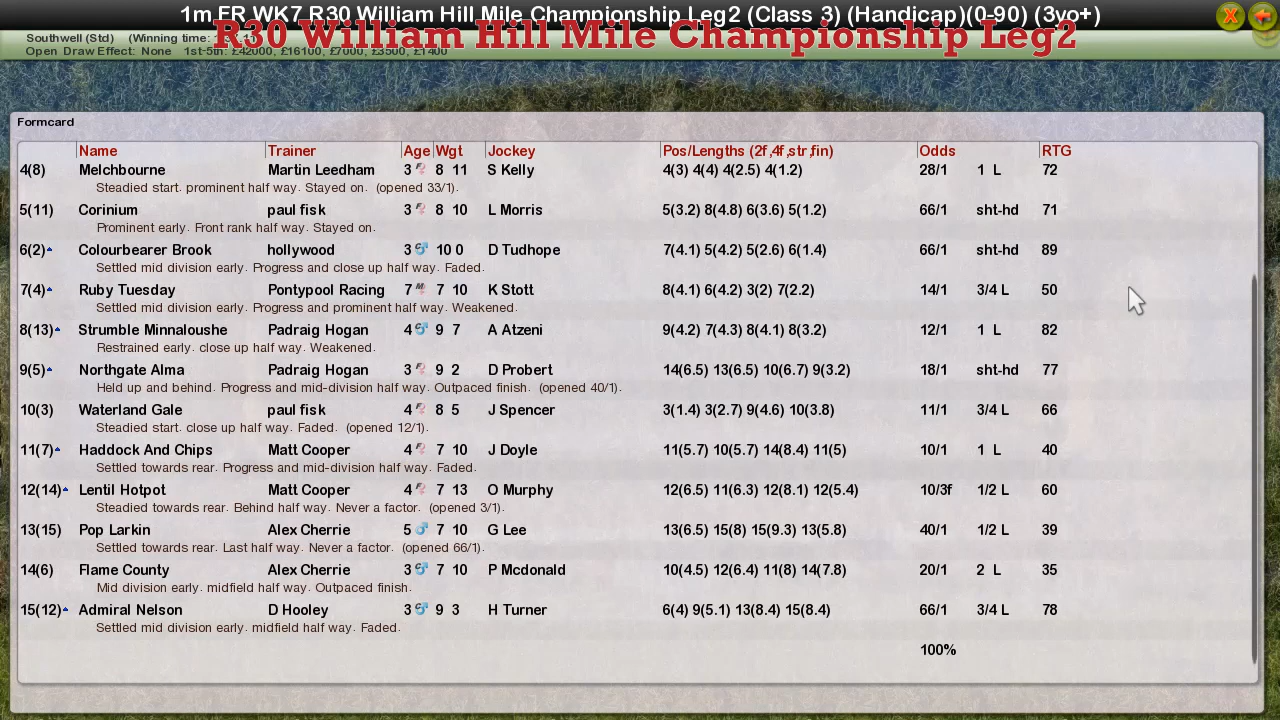 1m FR WK7 R30 William Hill Mile Championship Leg2 (Class 3) (Handicap)(0-90) (3yo+)
R30 William Hill Mile Championship Leg2
Southwell (Std) (Winning time:
Open Draw Effect: None 1st-5th: £42000, £16100, £7000, £3500, £1400
Formcard
Name Trainer Age Wgt Jockey Pos/Lengths (2f,4f,str,fin) Odds RTG
4(8) Melchbourne Martin Leedham 3 8 11 S Kelly 4(3) 4(4) 4(2.5) 4(1.2) 28/1 1 L 72
Steadied start. prominent half way. Stayed on. (opened 33/1).
5(11) Corinium paul fisk 3 8 10 L Morris 5(3.2) 8(4.8) 6(3.6) 5(1.2) 66/1 sht-hd 71
Prominent early. Front rank half way. Stayed on.
6(2) Colourbearer Brook hollywood 3 10 0 D Tudhope 7(4.1) 5(4.2) 5(2.6) 6(1.4) 66/1 sht-hd 89
Settled mid division early. Progress and close up half way. Faded.
7(4) Ruby Tuesday Pontypool Racing 7 7 10 K Stott 8(4.1) 6(4.2) 3(2) 7(2.2) 14/1 3/4 L 50
Settled mid division early. Progress and prominent half way. Weakened.
8(13) Strumble Minnaloushe Padraig Hogan 4 9 7 A Atzeni 9(4.2) 7(4.3) 8(4.1) 8(3.2) 12/1 1 L 82
Restrained early. close up half way. Weakened.
9(5) Northgate Alma Padraig Hogan 3 9 2 D Probert 14(6.5) 13(6.5) 10(6.7) 9(3.2) 18/1 sht-hd 77
Held up and behind. Progress and mid-division half way. Outpaced finish. (opened 40/1).
10(3) Waterland Gale paul fisk 4 8 5 J Spencer 3(1.4) 3(2.7) 9(4.6) 10(3.8) 11/1 3/4 L 66
Steadied start. close up half way. Faded. (opened 12/1).
11(7) Haddock And Chips Matt Cooper 4 7 10 J Doyle 11(5.7) 10(5.7) 14(8.4) 11(5) 10/1 1 L 40
Settled towards rear. Progress and mid-division half way. Faded.
12(14) Lentil Hotpot Matt Cooper 4 7 13 O Murphy 12(6.5) 11(6.3) 12(8.1) 12(5.4) 10/3f 1/2 L 60
Steadied towards rear. Behind half way. Never a factor. (opened 3/1).
13(15) Pop Larkin Alex Cherrie 5 7 10 G Lee 13(6.5) 15(8) 15(9.3) 13(5.8) 40/1 1/2 L 39
Settled towards rear. Last half way. Never a factor. (opened 66/1).
14(6) Flame County Alex Cherrie 3 7 10 P Mcdonald 10(4.5) 12(6.4) 11(8) 14(7.8) 20/1 2 L 35
Mid division early. midfield half way. Outpaced finish.
15(12) Admiral Nelson D Hooley 3 9 3 H Turner 6(4) 9(5.1) 13(8.4) 15(8.4) 66/1 3/4 L 78
Settled mid division early. midfield half way. Faded.
100%